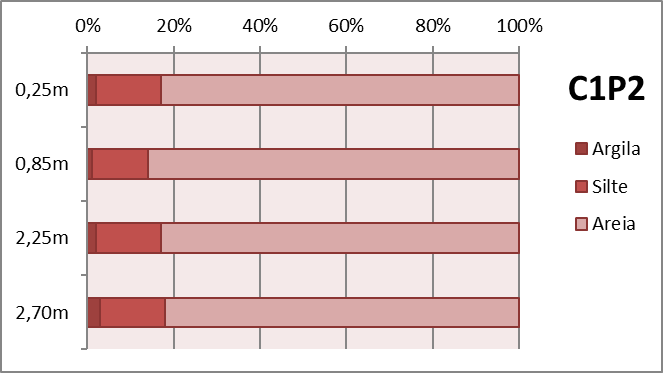 0% 20% 40% 60% 80% 100%
0,25m
0,85m
2,25m
2,70m
C1P2
Argila
Silte
Areia